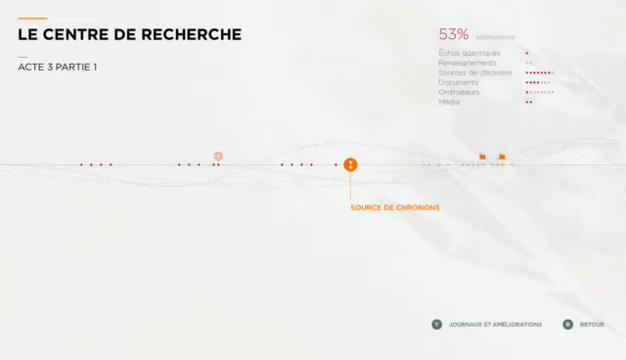 LE CENTRE DE RECHERCHE
ACTE 3 PARTIE 1
53% DÉCOUVERTES
Échos quantiques
Renseignements
Sources de chronons
Documents
Ordinateurs
Média
SOURCE DE CHRONONS
Y JOURNAUX ET AMÉLIORATIONS B RETOUR